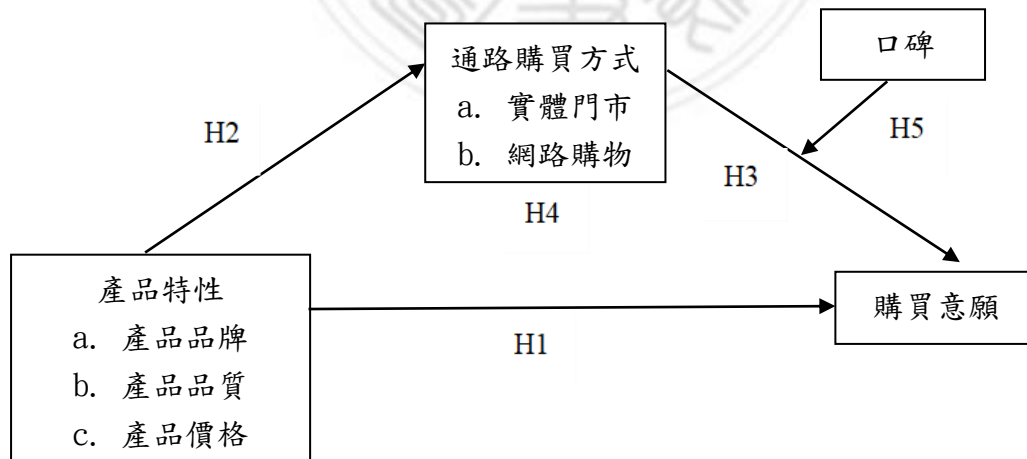 通路購買方式
a. 實體門市
b. 網路購物
口碑
H2
H5
H3
H4
產品特性
a. 產品品牌
b. 產品品質
c. 產品價格
購買意願
H1